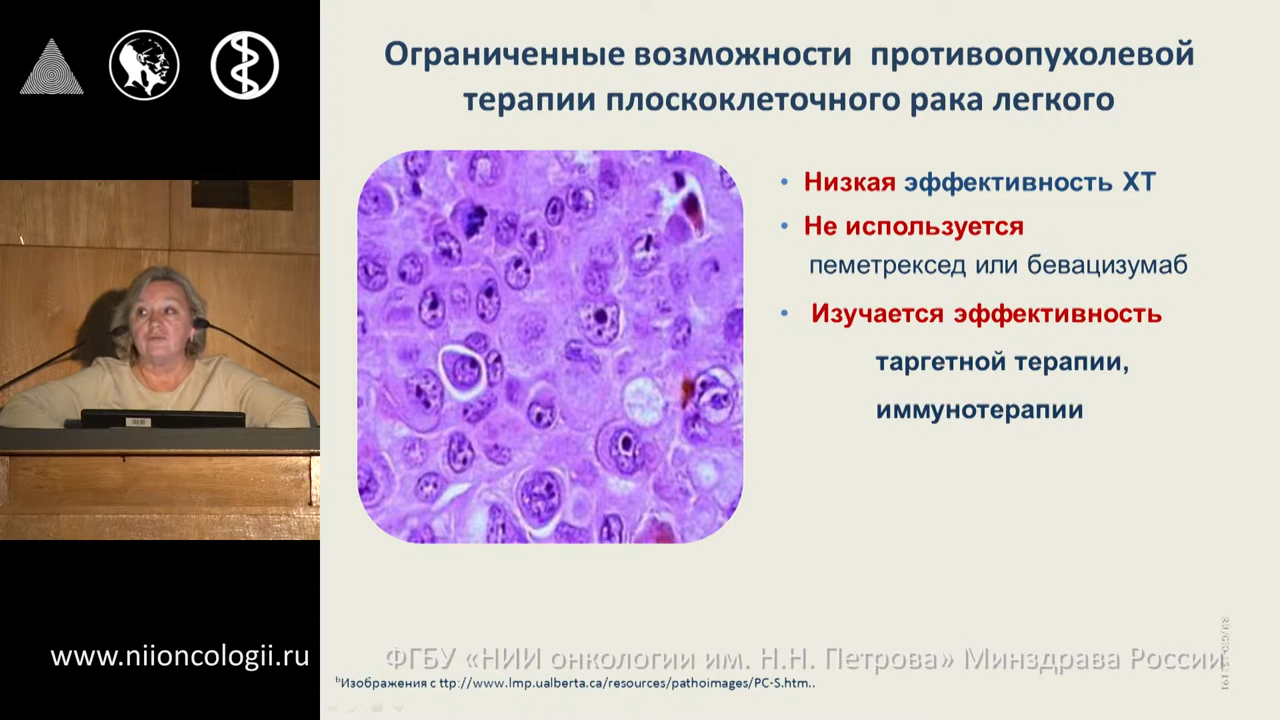 Ограниченные возможности противоопухолевой
терапии плоскоклеточного рака легкого
• Низкая эффективность ХТ
• Не используется
пеметрексед или бевацизумаб
• Изучается эффективность
таргетной терапии,
иммунотерапии
www.niioncologii.ru
ФГБУ «НИИ онкологии им. Н.Н. Петрова» Минздрава России
ᵇИзображения с ttp://www.lmp.ualberta.ca/resources/pathoimages/PC-S.htm..